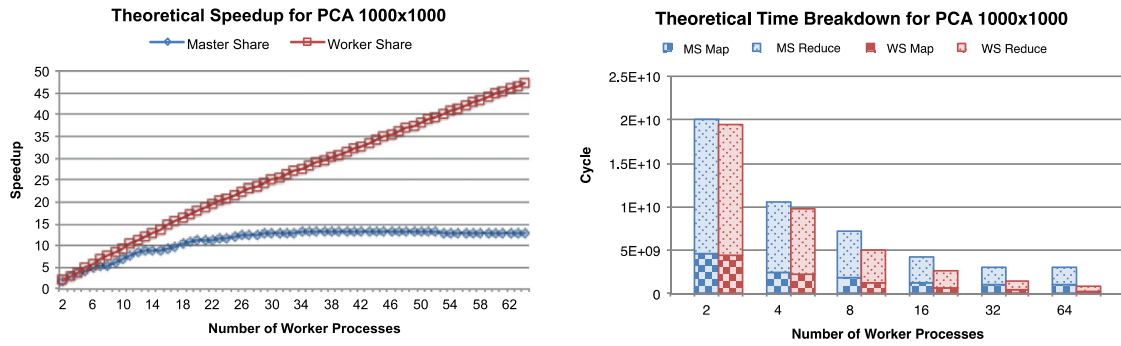 Theoretical Speedup for PCA 1000x1000
Master Share Worker Share
50
45
40
35
30
25
20
15
10
5
0
Speedup
2 6 10 14 18 22 26 30 34 38 42 46 50 54 58 62
Number of Worker Processes
Theoretical Time Breakdown for PCA 1000x1000
MS Map MS Reduce WS Map WS Reduce
2.5E+10
2E+10
1.5E+10
1E+10
5E+09
0
Cycle
2 4 8 16 32 64
Number of Worker Processes